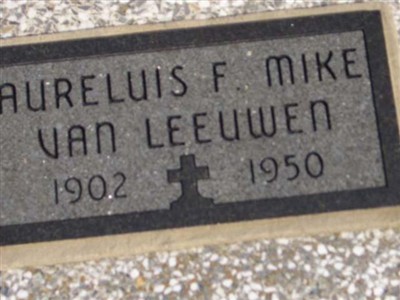 AURELUIS F. MIKE
VAN LEEUWEN
1902 1950